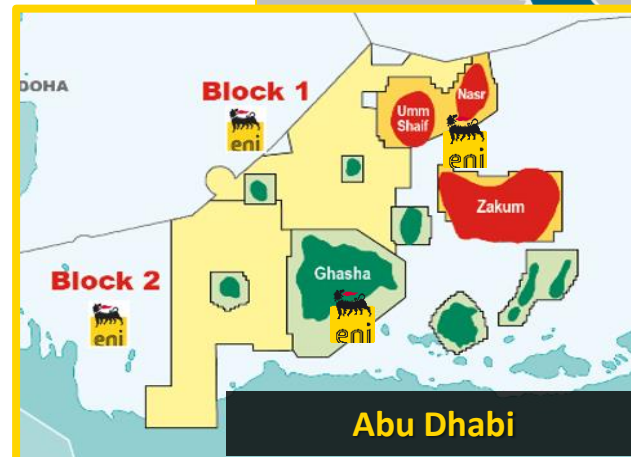 DOHA
Block 1
eni
Umm
Shaif
Nasr
eni
Zakum
Block 2
eni
Ghasha
eni
Abu Dhabi